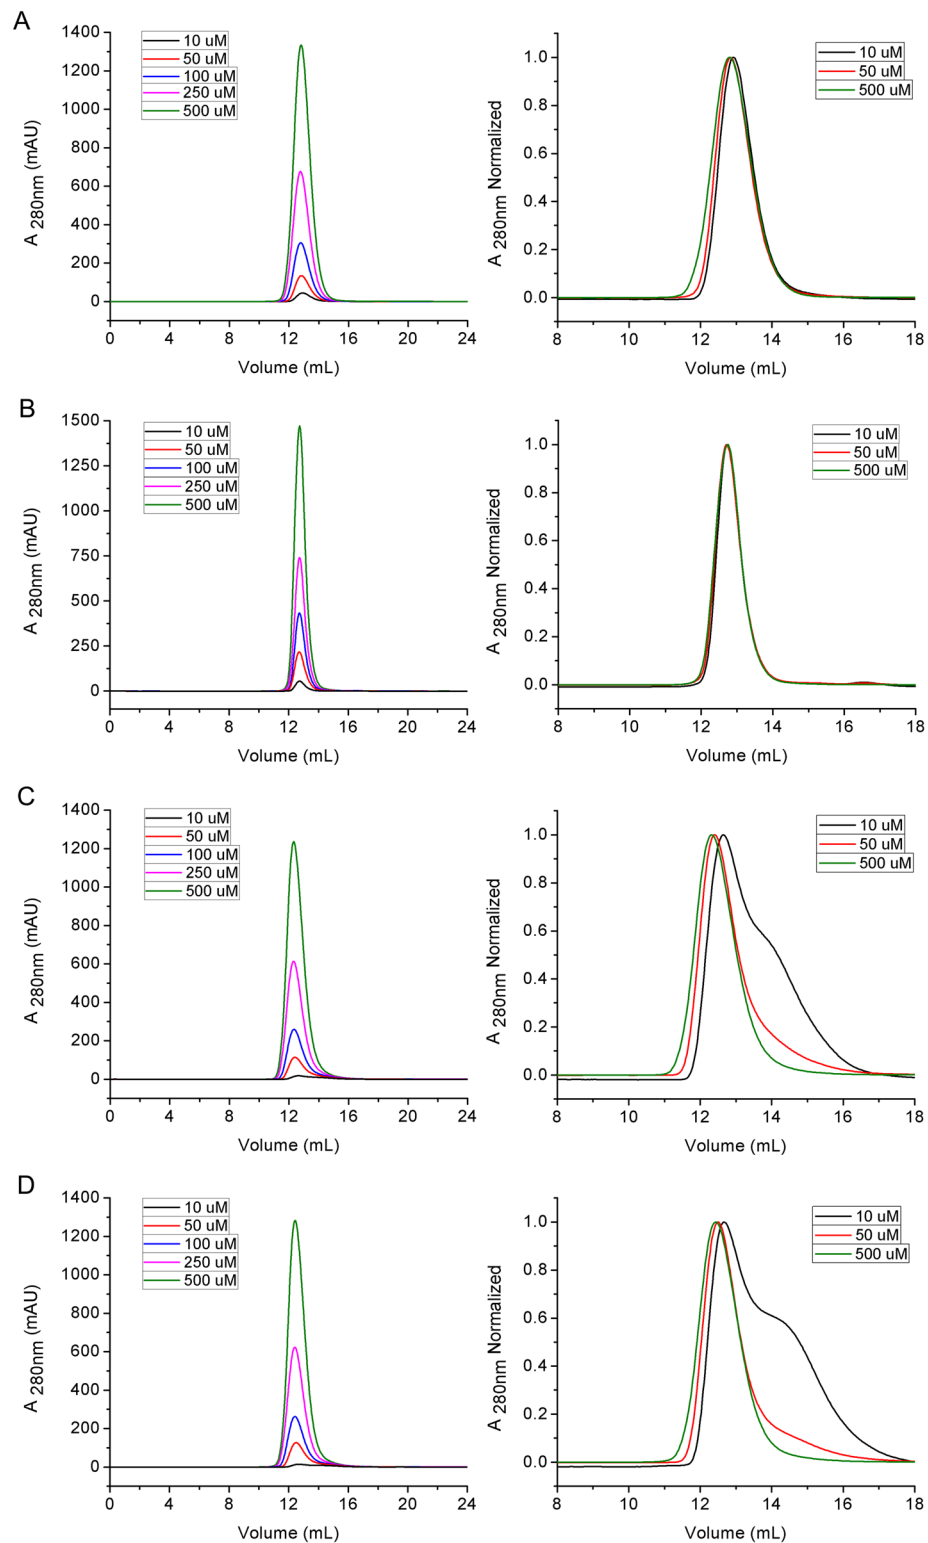 A
1400
1200
1000
800
600
400
200
0
10 uM
50 uM
100 uM
250 uM
500 uM
0 4 8 12 16 20 24
Volume (mL)
A 280nm (mAU)
1.0
0.8
0.6
0.4
0.2
0.0
10 uM
50 uM
500 uM
8 10 12 14 16 18
Volume (mL)
A 280nm Normalized
B
1500
1250
1000
750
500
250
0
10 uM
50 uM
100 uM
250 uM
500 uM
0 4 8 12 16 20 24
Volume (mL)
A 280nm (mAU)
1.0
0.8
0.6
0.4
0.2
0.0
10 uM
50 uM
500 uM
8 10 12 14 16 18
Volume (mL)
A 280nm Normalized
C
1400
1200
1000
800
600
400
200
0
10 uM
50 uM
100 uM
250 uM
500 uM
0 4 8 12 16 20 24
Volume (mL)
A 280nm (mAU)
1.0
0.8
0.6
0.4
0.2
0.0
10 uM
50 uM
500 uM
8 10 12 14 16 18
Volume (mL)
A 280nm Normalized
D
1400
1200
1000
800
600
400
200
0
10 uM
50 uM
100 uM
250 uM
500 uM
0 4 8 12 16 20 24
Volume (mL)
A 280nm (mAU)
1.0
0.8
0.6
0.4
0.2
0.0
10 uM
50 uM
500 uM
8 10 12 14 16 18
Volume (mL)
A 280nm Normalized